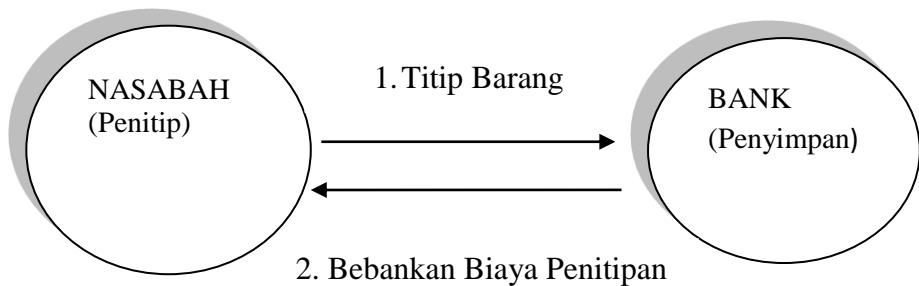 NASABAH
(Penitip)
1. Titip Barang
BANK
(Penyimpan)
2. Bebankan Biaya Penitipan